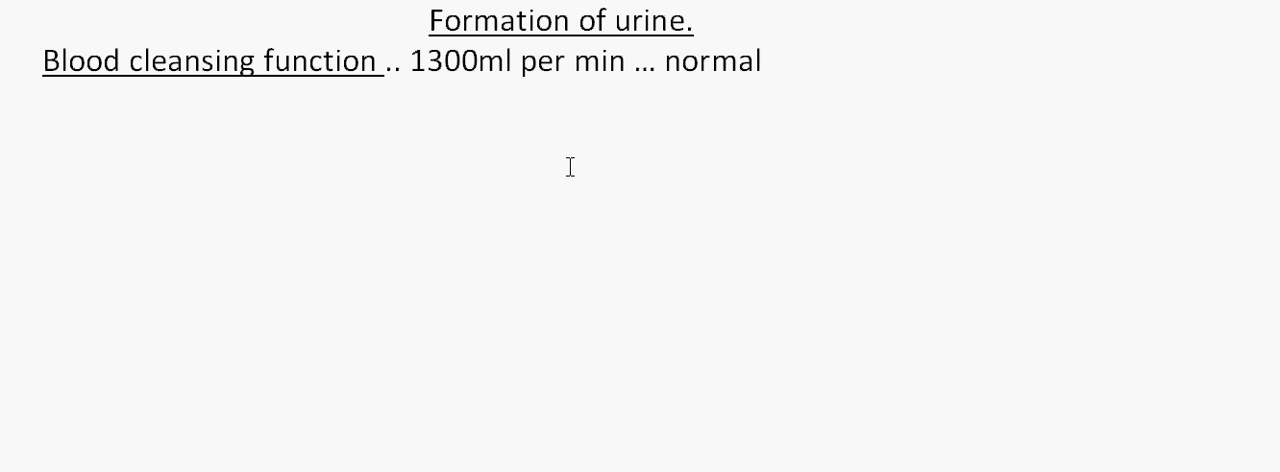 Formation of urine.
Blood cleansing function .. 1300ml per min ... normal